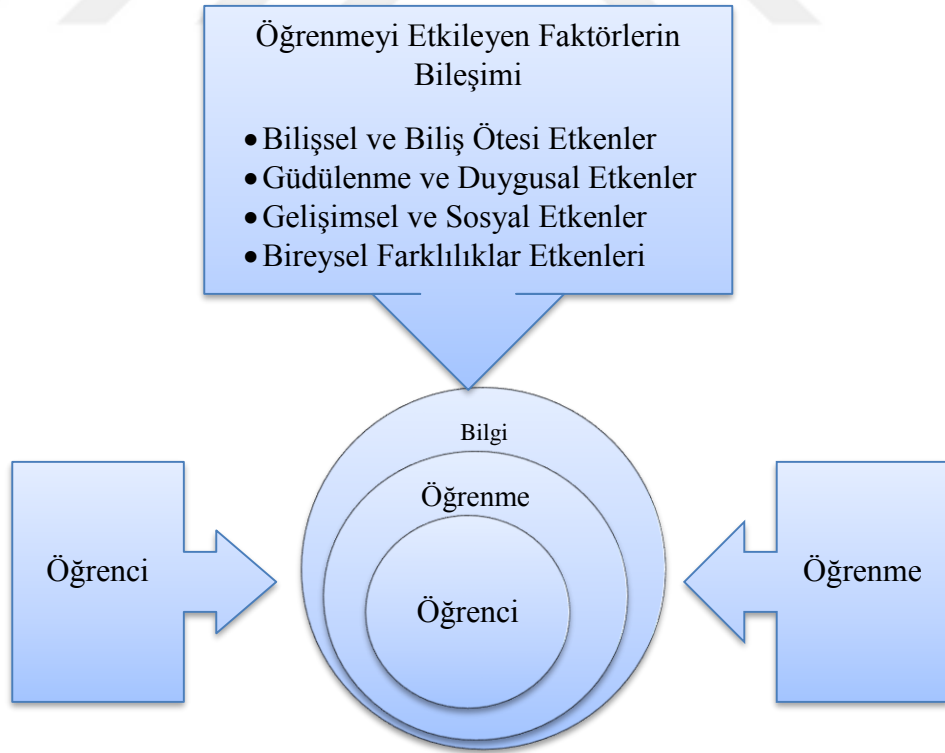 Öğrenmeyi Etkileyen Faktörlerin
Bileşimi
•Bilişsel ve Biliş Ötesi Etkenler
•Güdülenme ve Duygusal Etkenler
•Gelişimsel ve Sosyal Etkenler
•Bireysel Farklılıklar Etkenleri
Bilgi
Öğrenme
Öğrenci
Öğrenci
Öğrenme